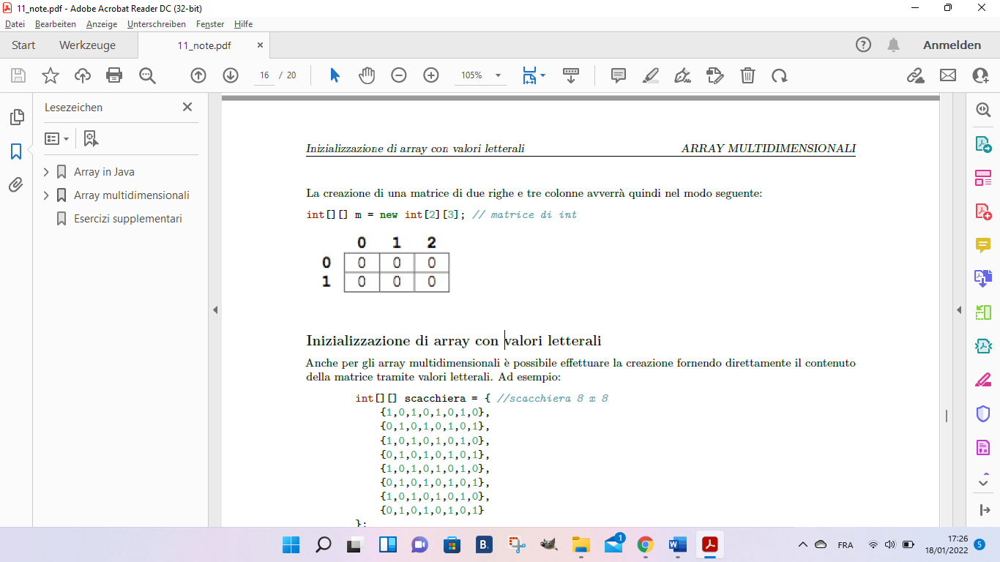 11_note.pdf - Adobe Acrobat Reader DC (32-bit)
Datei Bearbeiten Anzeige Unterschreiben Fenster Hilfe
Start Werkzeuge 11_note.pdf × Anmelden
16 / 20 105%
Lesezeichen
Array in Java
Array multidimensionali
Esercizi supplementari
Inizializzazione di array con valori letterali ARRAY MULTIDIMENSIONALI
La creazione di una matrice di due righe e tre colonne avverrà quindi nel modo seguente:
int[][] m = new int[2][3]; // matrice di int
0 1 2
0 0 0 0
1 0 0 0
Inizializzazione di array con valori letterali
Anche per gli array multidimensionali è possibile effettuare la creazione fornendo direttamente il contenuto
della matrice tramite valori letterali. Ad esempio:
int[][] scacchiera = { //scacchiera 8 x 8
{1,0,1,0,1,0,1,0},
{0,1,0,1,0,1,0,1},
{1,0,1,0,1,0,1,0},
{0,1,0,1,0,1,0,1},
{1,0,1,0,1,0,1,0},
{0,1,0,1,0,1,0,1},
{1,0,1,0,1,0,1,0},
{0,1,0,1,0,1,0,1}
};
B. 1 W FRA 17:26
18/01/2022 5